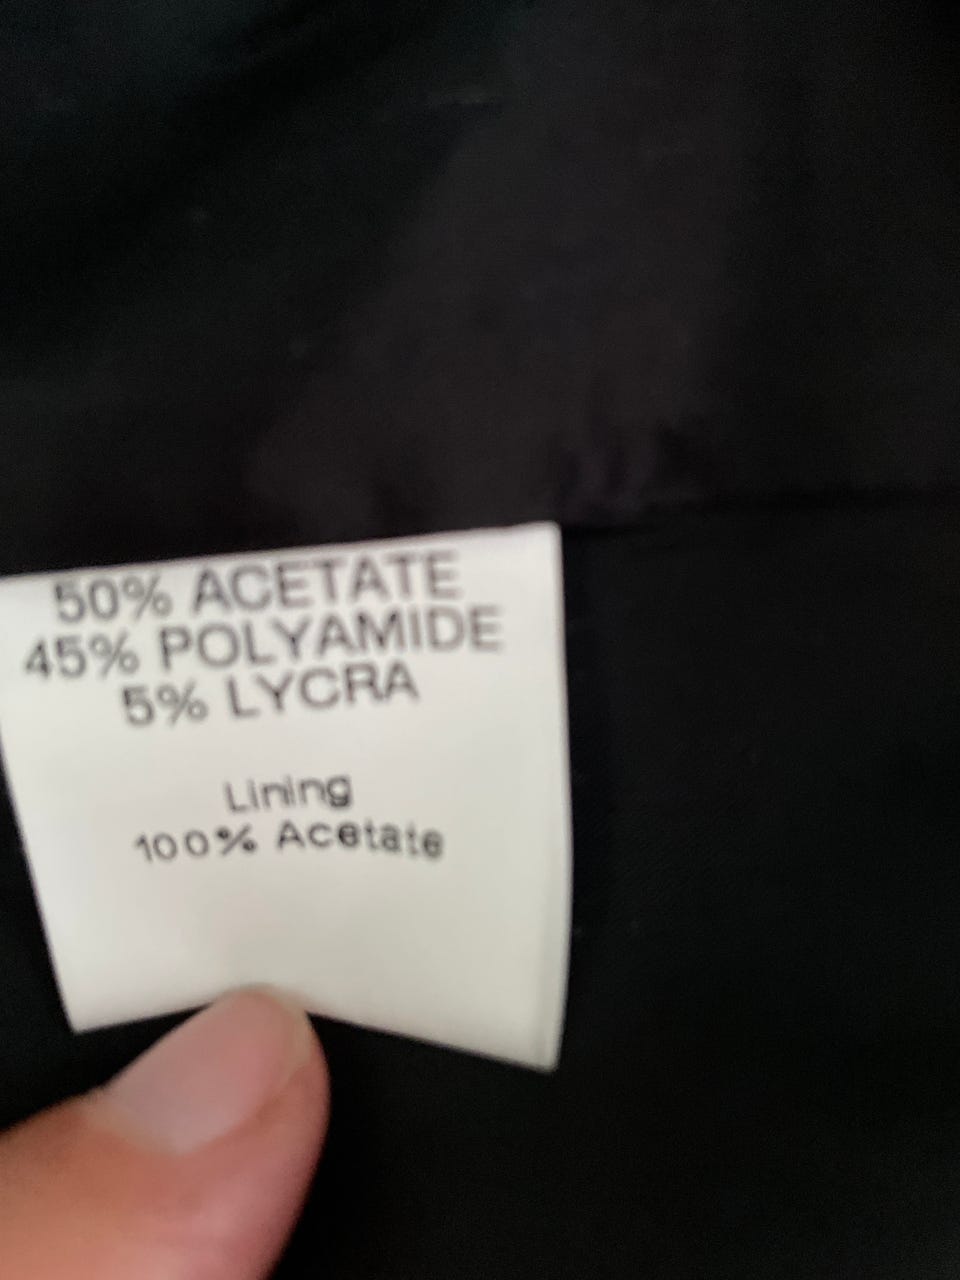 50% ACETATE
45% POLYAMIDE
5% LYCRA
Lining
100% Acetate